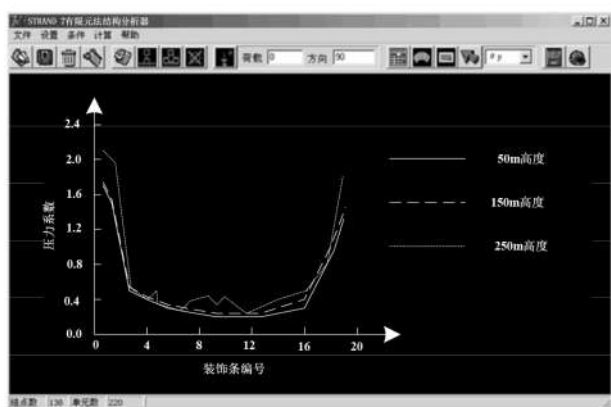 STRAND 7有限元法结构分析器
文件 设置 条件 计算 帮助
荷载 0 方向 90
2.4
2.0
1.6
1.2
0.8
0.4
0.0
压力系数
0 4 8 12 16 20
装饰条编号
50m高度
150m高度
250m高度
结点数 138 单元数 220